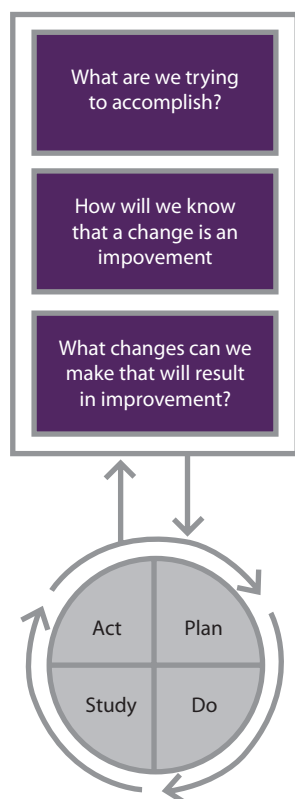 What are we trying
to accomplish?
How will we know
that a change is an
impovement
What changes can we
make that will result
in improvement?
Act
Plan
Study
Do